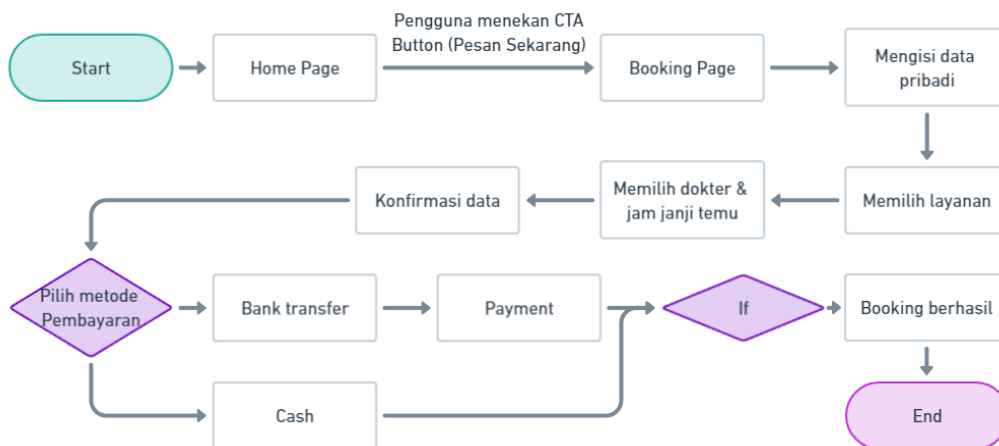 Start
Home Page
Pengguna menekan CTA
Button (Pesan Sekarang)
Booking Page
Mengisi data
pribadi
Memilih layanan
Memilih dokter &
jam janji temu
Konfirmasi data
Pilih metode
Pembayaran
Bank transfer
Payment
Cash
If
Booking berhasil
End